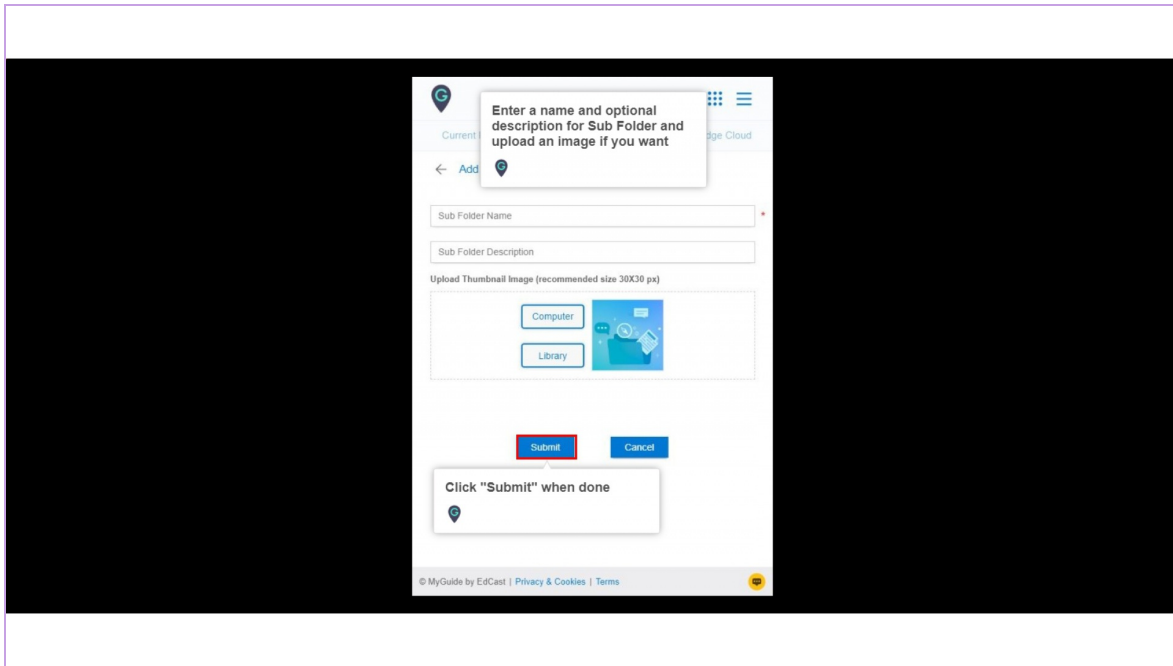 Enter a name and optional
description for Sub Folder and
upload an image if you want
Current
dge Cloud
← Add
Sub Folder Name *
Sub Folder Description
Upload Thumbnail Image (recommended size 30X30 px)
Computer
Library
Submit Cancel
Click "Submit" when done
© MyGuide by EdCast | Privacy & Cookies | Terms